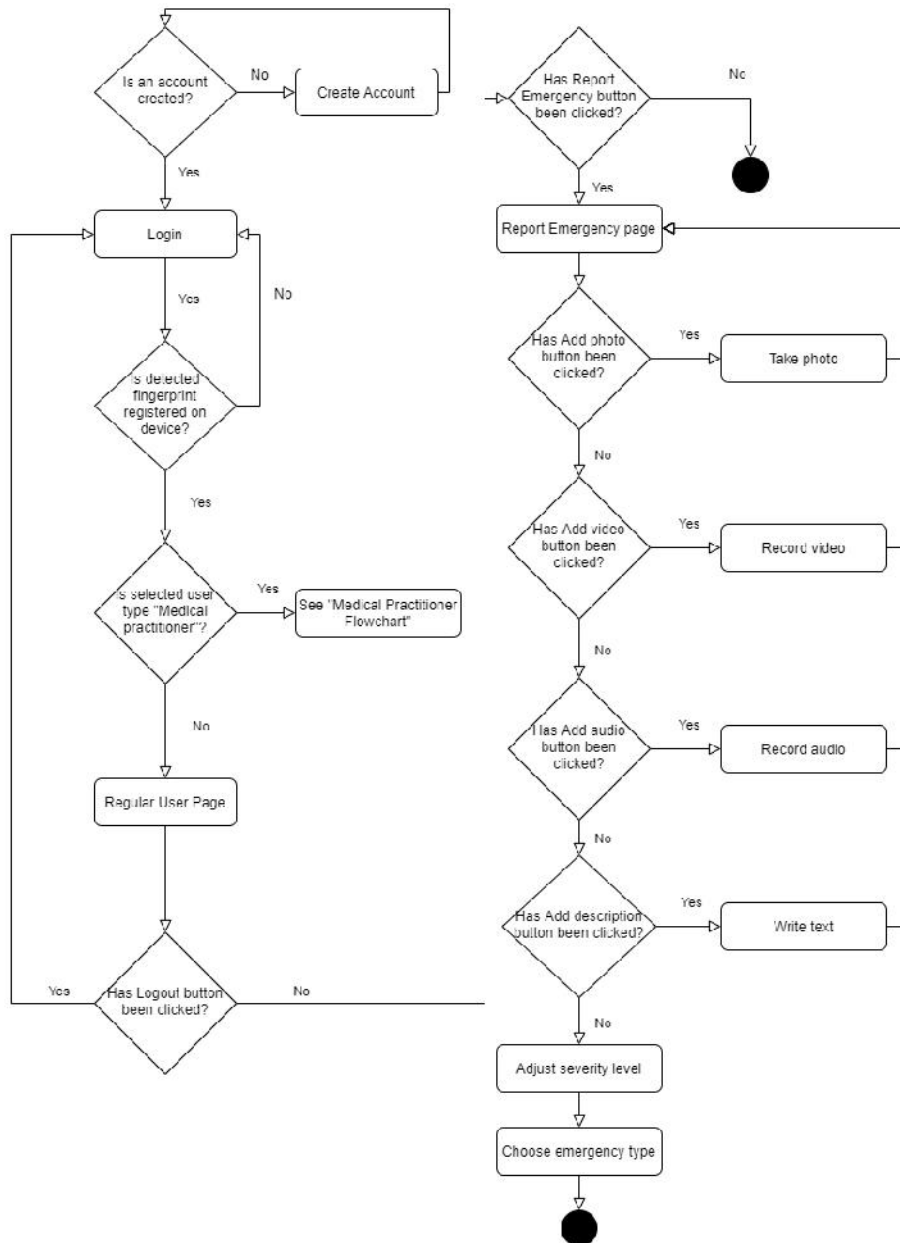 Is an account
created?
No
Create Account
Yes
Login
Yes
No
Is detected
fingerprint
registered on
device?
Yes
Is selected user
type "Medical
practitioner"?
Yes
See "Medical Practitioner
Flowchart"
No
Regular User Page
Yes
Has Logout button
been clicked?
No
Has Report
Emergency button
been clicked?
No
Yes
Report Emergency page
Has Add photo
button been
clicked?
Yes
Take photo
No
Has Add video
button been
clicked?
Yes
Record video
No
Has Add audio
button been
clicked?
Yes
Record audio
No
Has Add description
button been clicked?
Yes
Write text
No
Adjust severity level
Choose emergency type